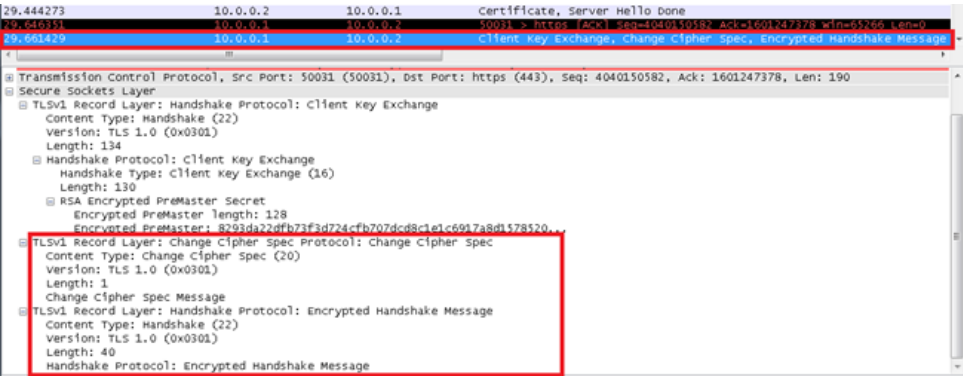 29.444273 10.0.0.2 10.0.0.1 Certificate, Server Hello Done
29.646351 10.0.0.1 10.0.0.2 50031 > https [ACK] Seq=4040150582 Ack=1601247378 Win=65266 Len=0
29.661429 10.0.0.1 10.0.0.2 Client Key Exchange, Change Cipher Spec, Encrypted Handshake Message
Transmission Control Protocol, Src Port: 50031 (50031), Dst Port: https (443), Seq: 4040150582, Ack: 1601247378, Len: 190
Secure Sockets Layer
TLSv1 Record Layer: Handshake Protocol: Client Key Exchange
Content Type: Handshake (22)
Version: TLS 1.0 (0x0301)
Length: 134
Handshake Protocol: Client Key Exchange
Handshake Type: Client Key Exchange (16)
Length: 130
RSA Encrypted PreMaster Secret
Encrypted PreMaster length: 128
Encrypted PreMaster: 8293da22dfb73f3d724cfb707dcd8c1e1c6917a8d1578520...
TLSv1 Record Layer: Change Cipher Spec Protocol: Change Cipher Spec
Content Type: Change Cipher Spec (20)
Version: TLS 1.0 (0x0301)
Length: 1
Change Cipher Spec Message
TLSv1 Record Layer: Handshake Protocol: Encrypted Handshake Message
Content Type: Handshake (22)
Version: TLS 1.0 (0x0301)
Length: 40
Handshake Protocol: Encrypted Handshake Message